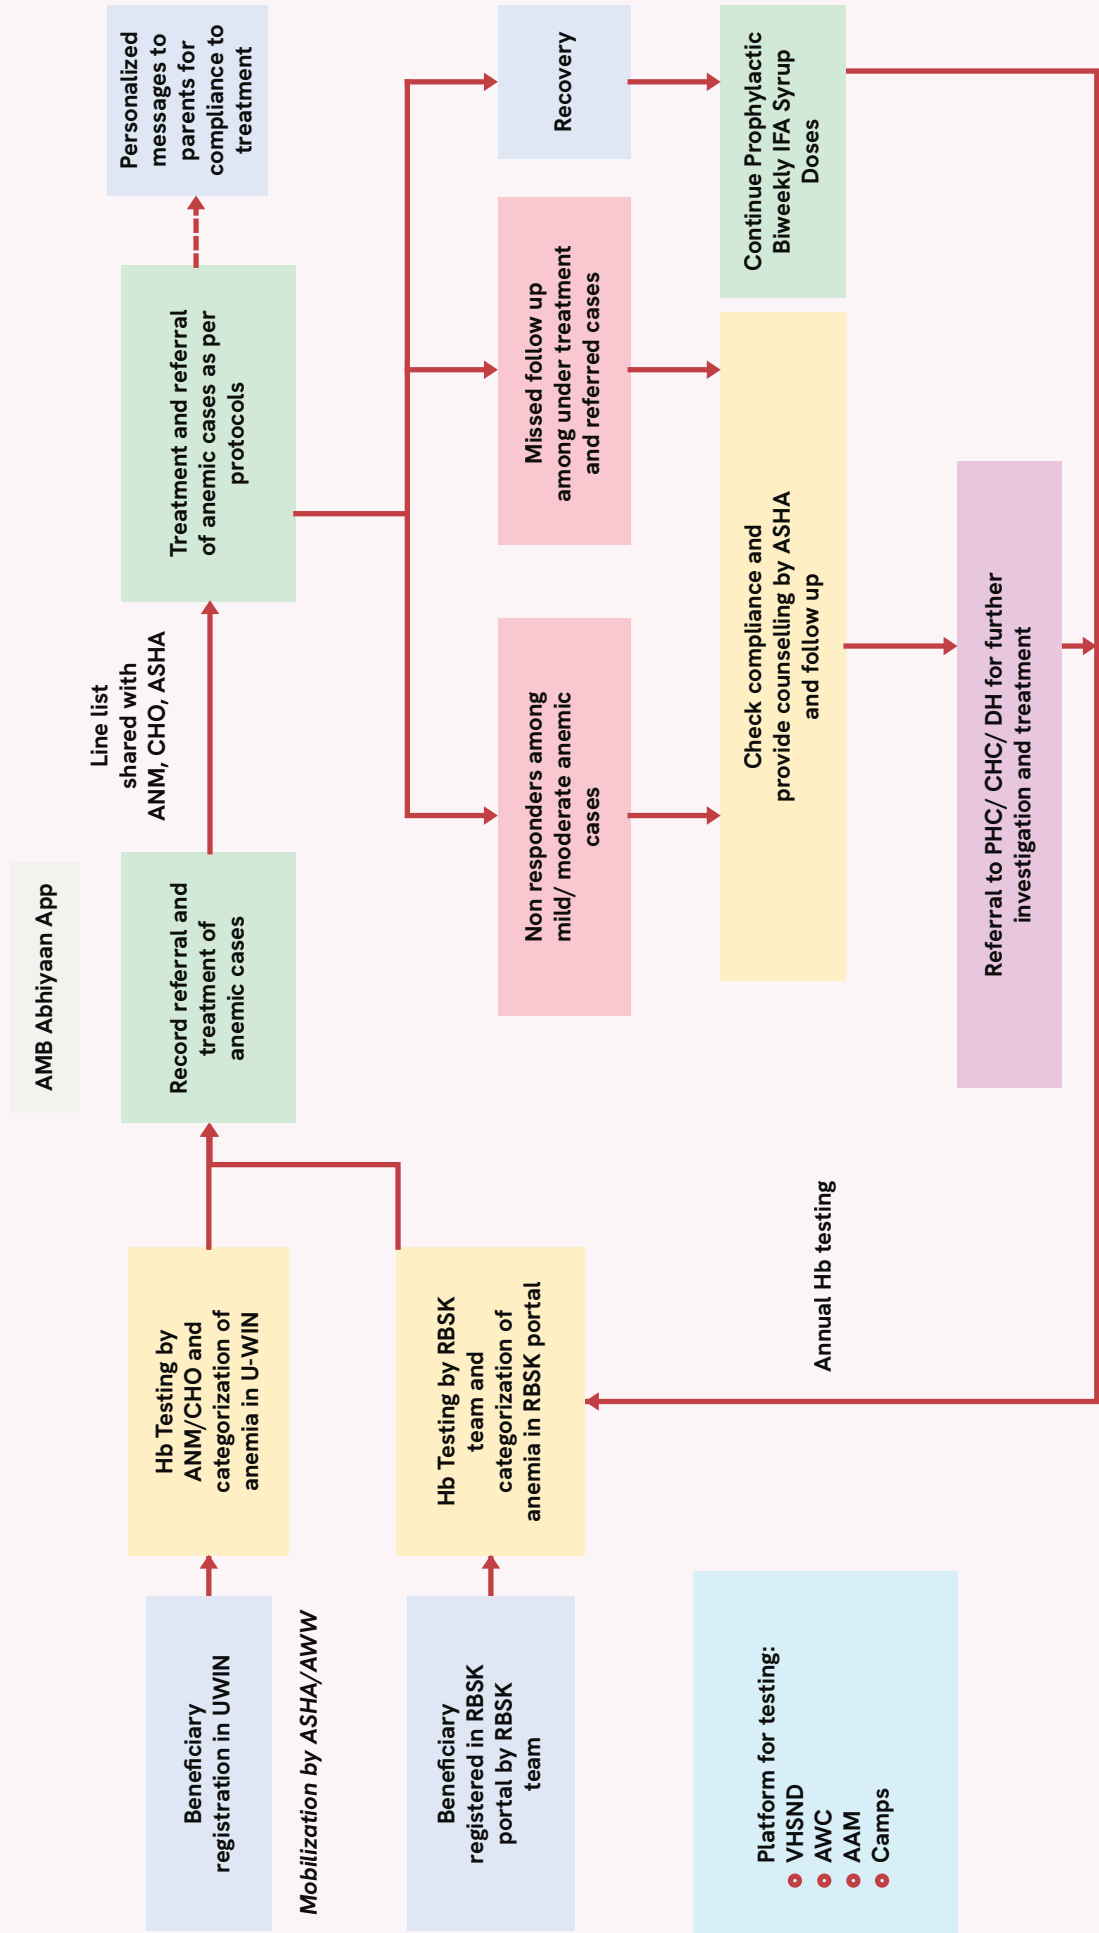 AMB Abhiyaan App
Beneficiary
registration in UWIN
Mobilization by ASHA/AWW
Beneficiary
registered in RBSK
portal by RBSK
team
Hb Testing by
ANM/CHO and
categorization of
anemia in U-WIN
Hb Testing by RBSK
team and
categorization of
anemia in RBSK portal
Record referral and
treatment of
anemic cases
Line list
shared with
ANM, CHO, ASHA
Treatment and referral
of anemic cases as per
protocols
Personalized
messages to
parents for
compliance to
treatment
Non responders among
mild/ moderate anemic
cases
Missed follow up
among under treatment
and referred cases
Recovery
Check compliance and
provide counselling by ASHA
and follow up
Continue Prophylactic
Biweekly IFA Syrup
Doses
Referral to PHC/ CHC/ DH for further
investigation and treatment
Annual Hb testing
Platform for testing:
VHSND
AWC
AAM
Camps